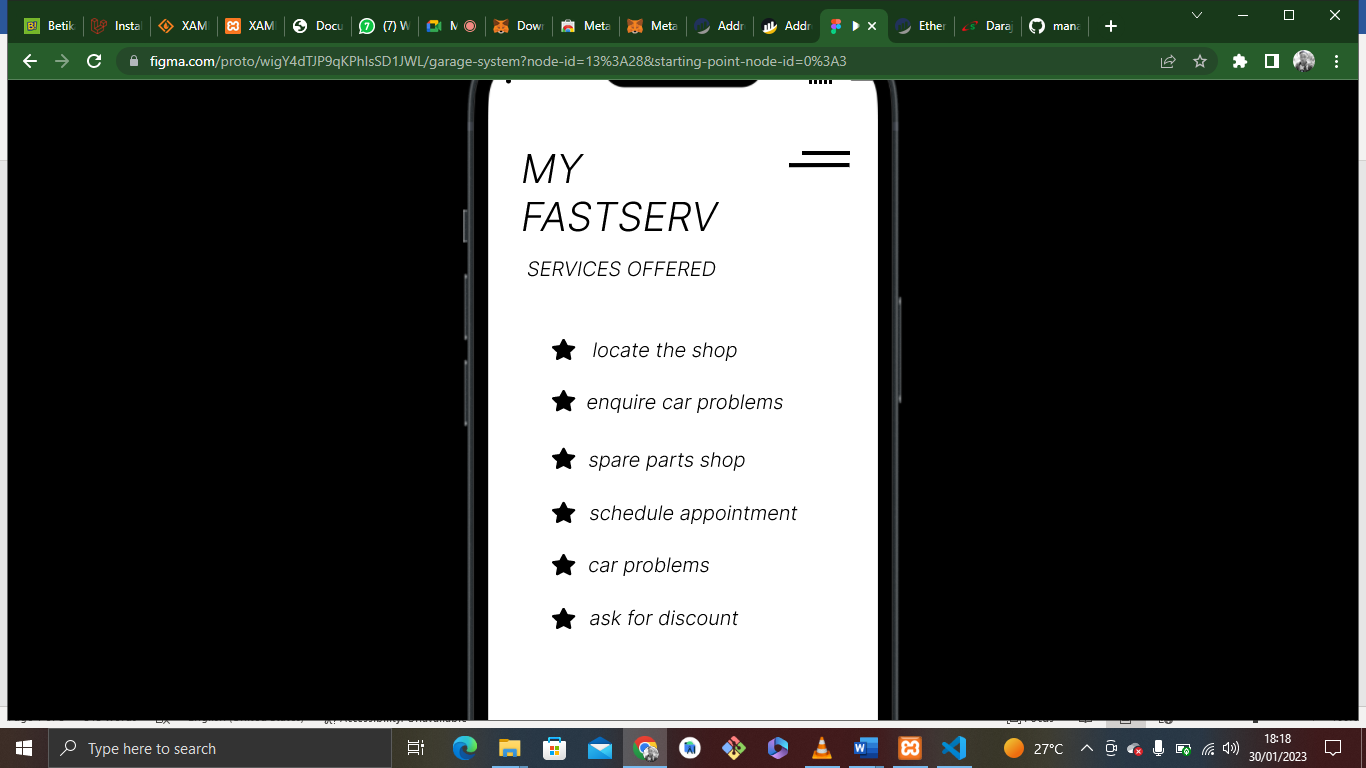 Betik
Instal
XAM
XAM
Docu
(7) W
M
Dow
Meta
Meta
Addr
Addr
Ether
Daraj
mana
figma.com/proto/wigY4dTJP9qKPhIsSD1JWL/garage-system?node-id=13%3A28&starting-point-node-id=0%3A3
MY
FASTSERV
SERVICES OFFERED
locate the shop
enquire car problems
spare parts shop
schedule appointment
car problems
ask for discount
Type here to search
27°C
18:18
30/01/2023